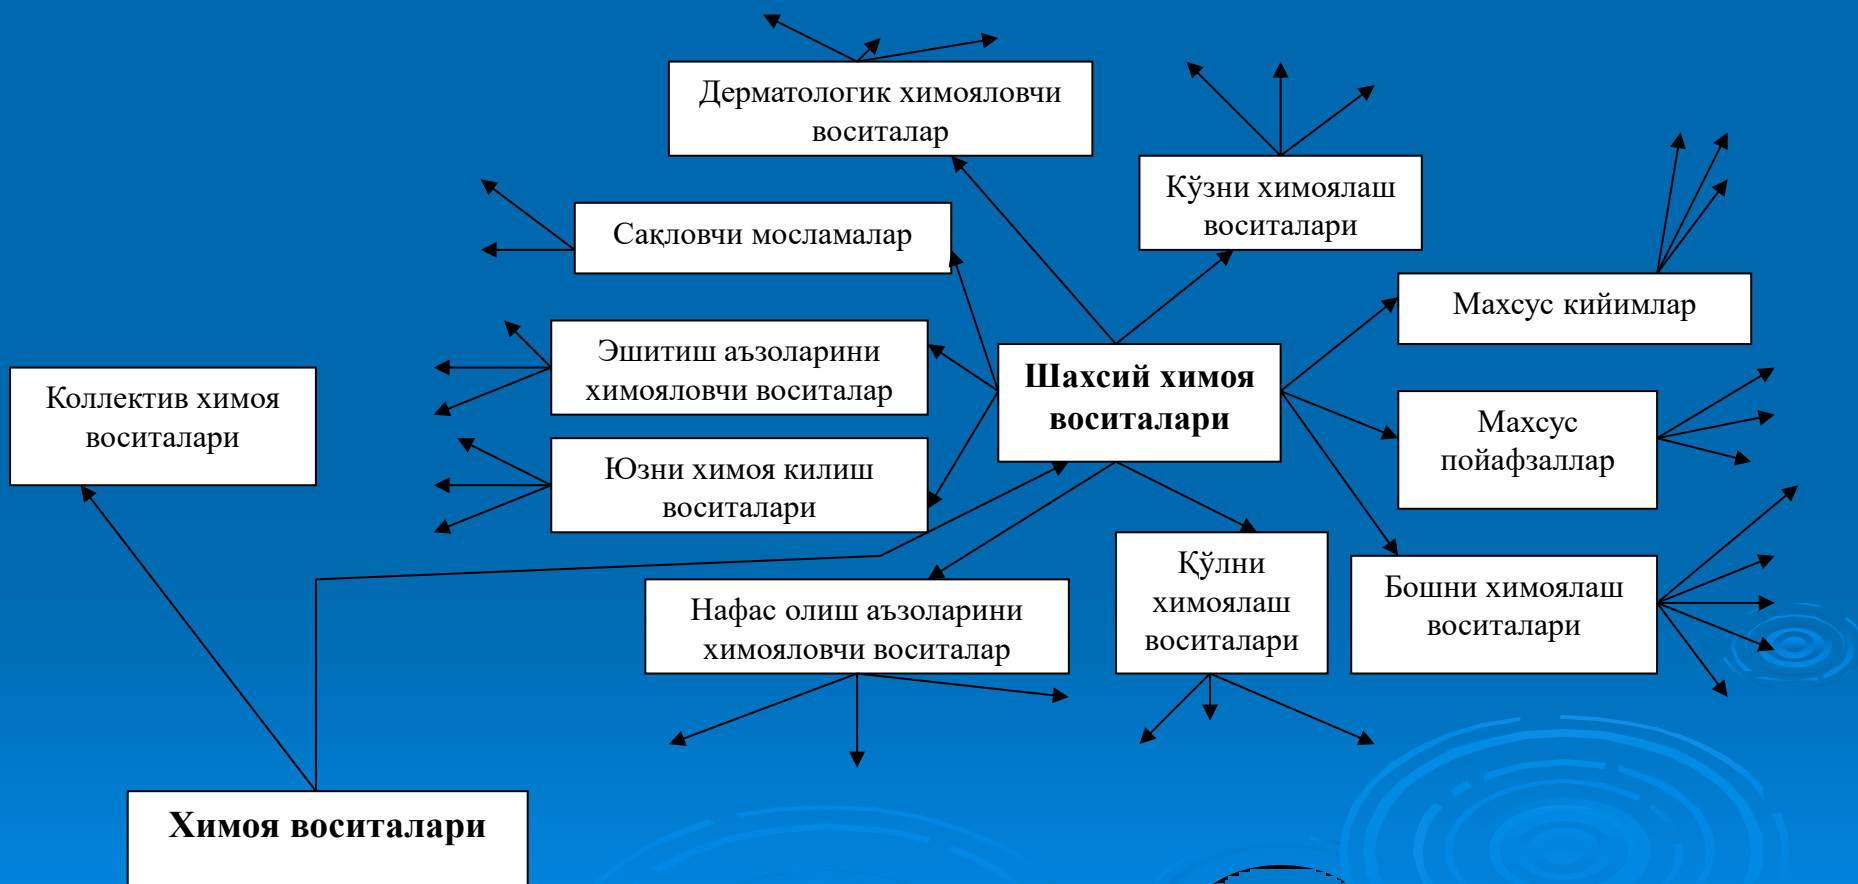 Дерматологик химояловчи
воситалар
Кўзни химоялаш
воситалари
Сақловчи мосламалар
Махсус кийимлар
Эшитиш аъзоларини
химояловчи воситалар
Шахсий химоя
воситалари
Коллектив химоя
воситалари
Махсус
пойафзаллар
Юзни химоя килиш
воситалари
Қўлни
химоялаш
воситалари
Бошни химоялаш
воситалари
Нафас олиш аъзоларини
химояловчи воситалар
Химоя воситалари